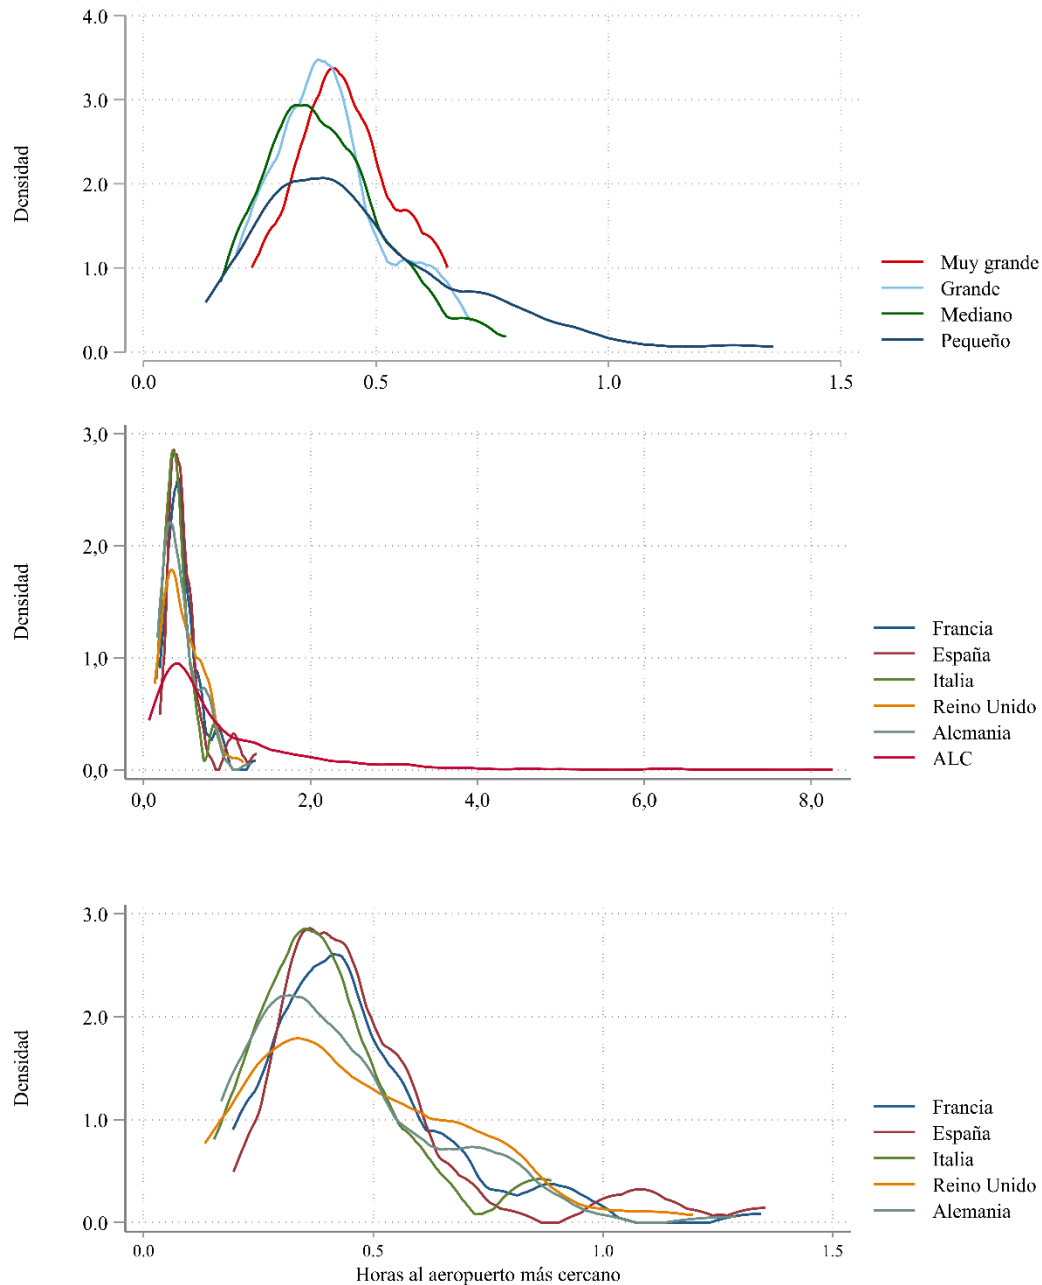 4.0
3.0
2.0
1.0
0.0
Densidad
0.0 0.5 1.0 1.5
Muy grande
Grande
Mediano
Pequeño
3,0
2,0
1,0
0,0
Densidad
0,0 2,0 4,0 6,0 8,0
Francia
España
Italia
Reino Unido
Alemania
ALC
3.0
2.0
1.0
0.0
Densidad
0.0 0.5 1.0 1.5
Horas al aeropuerto más cercano
Francia
España
Italia
Reino Unido
Alemania